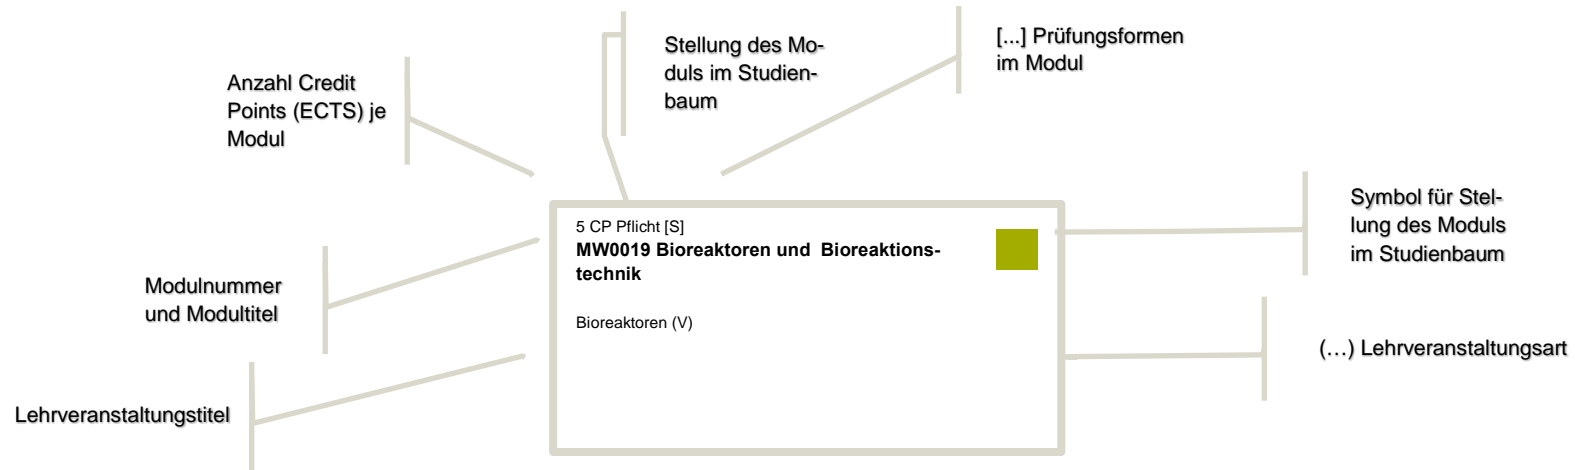 Stellung des Mo-
duls im Studien-
baum
[...] Prüfungsformen
im Modul
Anzahl Credit
Points (ECTS) je
Modul
Symbol für Stel-
lung des Moduls
im Studienbaum
5 CP Pflicht [S]
MW0019 Bioreaktoren und Bioreaktions-
technik
Bioreaktoren (V)
Modulnummer
und Modultitel
(…) Lehrveranstaltungsart
Lehrveranstaltungstitel